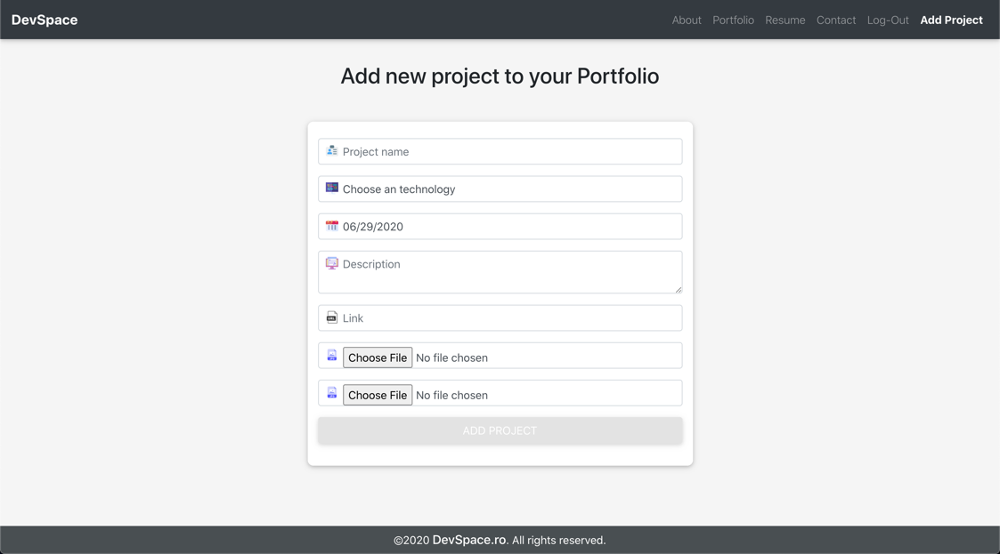 DevSpace
About Portfolio Resume Contact Log-Out Add Project
Add new project to your Portfolio
Project name
Choose an technology
06/29/2020
Description
Link
Choose File No file chosen
Choose File No file chosen
ADD PROJECT
©2020 DevSpace.ro. All rights reserved.